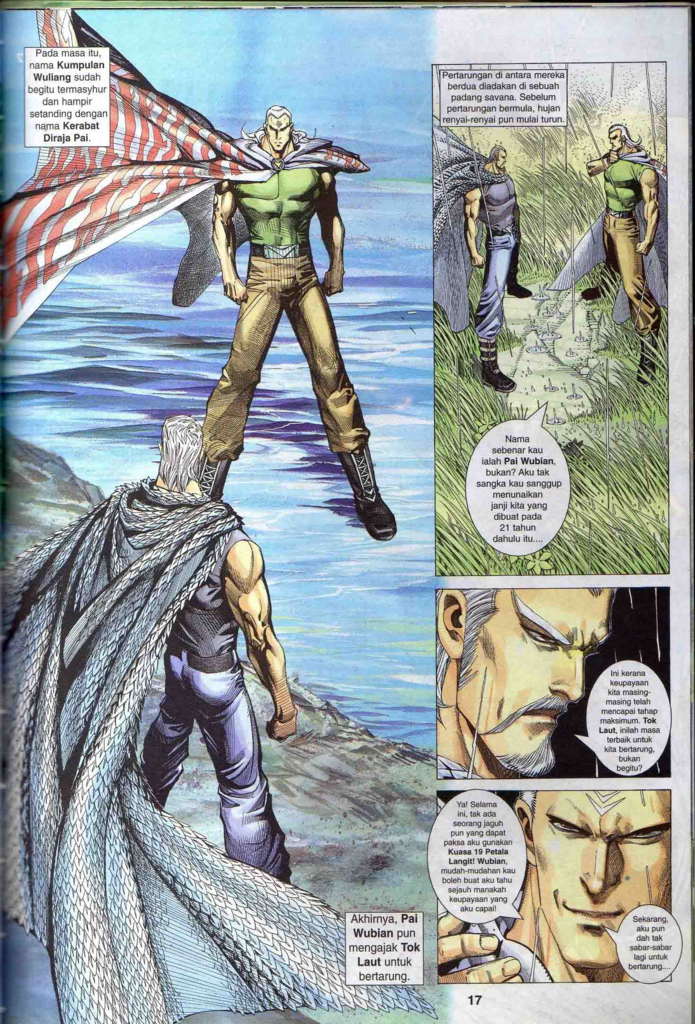 Pada masa itu,
nama Kumpulan
Wuliang sudah
begitu termasyhur
dan hampir
setanding dengan
nama Kerabat
Diraja Pai.
Akhirnya, Pai
Wubian pun
mengajak Tok
Laut untuk
bertarung.
Pertarungan di antara mereka
berdua diadakan di sebuah
padang savana. Sebelum
pertarungan bermula, hujan
renyai-renyai pun mulai turun.
Nama
sebenar kau
ialah Pai Wubian,
bukan? Aku tak
sangka kau sanggup
menunaikan
janji kita yang
dibuat pada
21 tahun
dahulu itu....
Ini kerana
keupayaan
kita masing-
masing telah
mencapai tahap
maksimum. Tok
Laut, inilah masa
terbaik untuk
kita bertarung,
bukan
begitu?
Ya! Selama
ini, tak ada
seorang jaguh
pun yang dapat
paksa aku gunakan
Kuasa 19 Petala
Langit! Wubian,
mudah-mudahan kau
boleh buat aku tahu
sejauh manakah
keupayaan yang
aku capai!
Sekarang,
aku pun
dah tak
sabar-sabar
lagi untuk
bertarung....
17